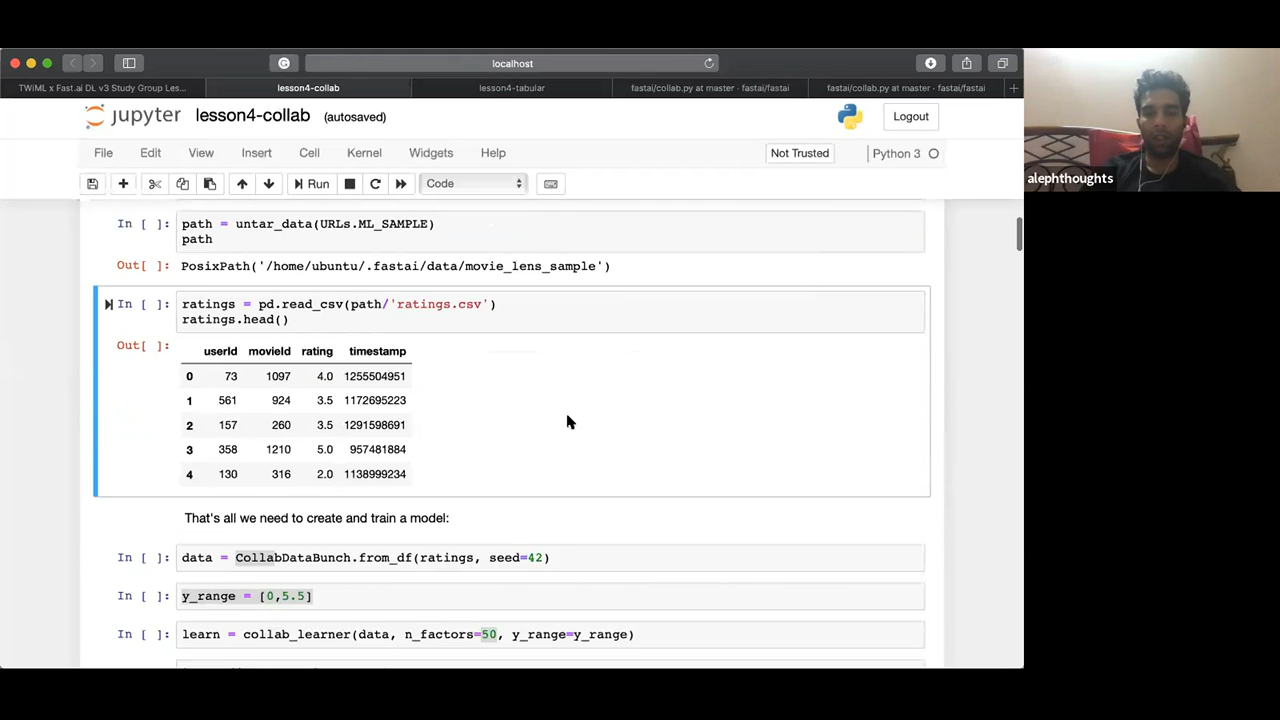 localhost
TWiML x Fast.ai DL v3 Study Group Les...
lesson4-collab
lesson4-tabular
fastai/collab.py at master · fastai/fastai
fastai/collab.py at master · fastai/fastai
jupyter lesson4-collab (autosaved)
Logout
File Edit View Insert Cell Kernel Widgets Help
Not Trusted
Python 3
Run
Code
In [ ]: path = untar_data(URLs.ML_SAMPLE)
path
Out[ ]: PosixPath('/home/ubuntu/.fastai/data/movie_lens_sample')
In [ ]: ratings = pd.read_csv(path/'ratings.csv')
ratings.head()
Out[ ]:
userId movieId rating timestamp
0 73 1097 4.0 1255504951
1 561 924 3.5 1172695223
2 157 260 3.5 1291598691
3 358 1210 5.0 957481884
4 130 316 2.0 1138999234
That's all we need to create and train a model:
In [ ]: data = CollabDataBunch.from_df(ratings, seed=42)
In [ ]: y_range = [0,5.5]
In [ ]: learn = collab_learner(data, n_factors=50, y_range=y_range)
alephthoughts